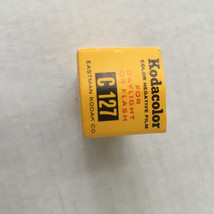 Kodacolor
COLOR NEGATIVE FILM
FOR
DAYLIGHT
OR FLASH
C 127
EASTMAN KODAK CO.